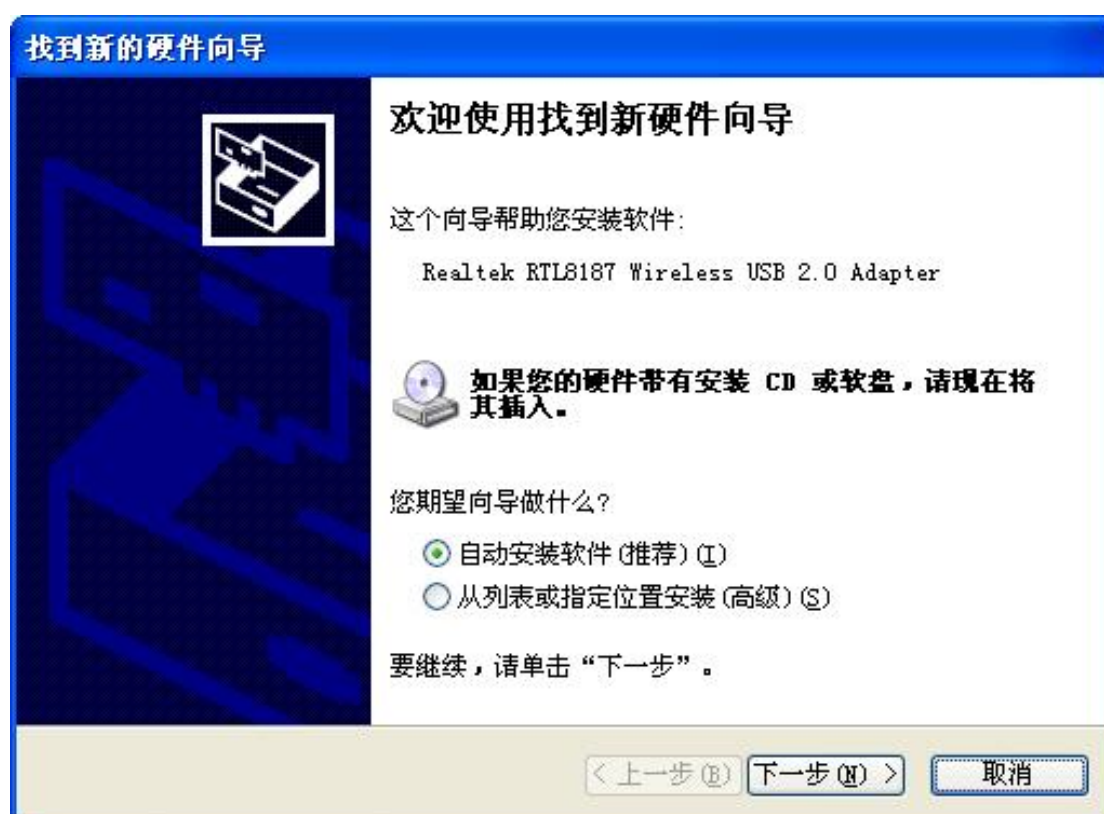 找到新的硬件向导
欢迎使用找到新硬件向导
这个向导帮助您安装软件:
Realtek RTL8187 Wireless USB 2.0 Adapter
如果您的硬件带有安装 CD 或软盘，请现在将
其插入。
您期望向导做什么?
自动安装软件(推荐)(I)
从列表或指定位置安装(高级)(S)
要继续，请单击“下一步”。
< 上一步(B) 下一步(N) > 取消